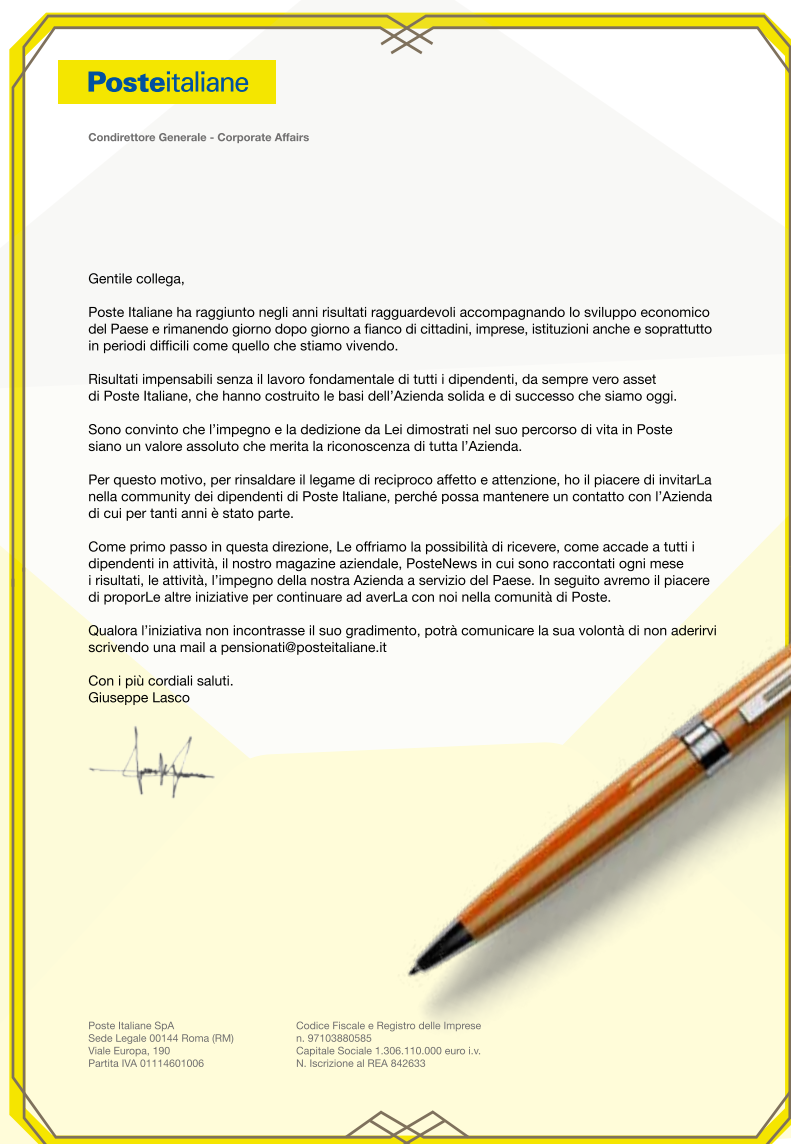 Posteitaliane
Condirettore Generale - Corporate Affairs
Gentile collega,
Poste Italiane ha raggiunto negli anni risultati ragguardevoli accompagnando lo sviluppo economico
del Paese e rimanendo giorno dopo giorno a fianco di cittadini, imprese, istituzioni anche e soprattutto
in periodi difficili come quello che stiamo vivendo.
Risultati impensabili senza il lavoro fondamentale di tutti i dipendenti, da sempre vero asset
di Poste Italiane, che hanno costruito le basi dell'Azienda solida e di successo che siamo oggi.
Sono convinto che l'impegno e la dedizione da Lei dimostrati nel suo percorso di vita in Poste
siano un valore assoluto che merita la riconoscenza di tutta l'Azienda.
Per questo motivo, per rinsaldare il legame di reciproco affetto e attenzione, ho il piacere di invitarLa
nella community dei dipendenti di Poste Italiane, perché possa mantenere un contatto con l'Azienda
di cui per tanti anni è stato parte.
Come primo passo in questa direzione, Le offriamo la possibilità di ricevere, come accade a tutti i
dipendenti in attività, il nostro magazine aziendale, PosteNews in cui sono raccontati ogni mese
i risultati, le attività, l'impegno della nostra Azienda a servizio del Paese. In seguito avremo il piacere
di proporLe altre iniziative per continuare ad averLa con noi nella comunità di Poste.
Qualora l'iniziativa non incontrasse il suo gradimento, potrà comunicare la sua volontà di non aderirvi
scrivendo una mail a pensionati@posteitaliane.it
Con i più cordiali saluti.
Giuseppe Lasco
Poste Italiane SpA
Sede Legale 00144 Roma (RM)
Viale Europa, 190
Partita IVA 01114601006
Codice Fiscale e Registro delle Imprese
n. 97103880585
Capitale Sociale 1.306.110.000 euro i.v.
N. Iscrizione al REA 842633